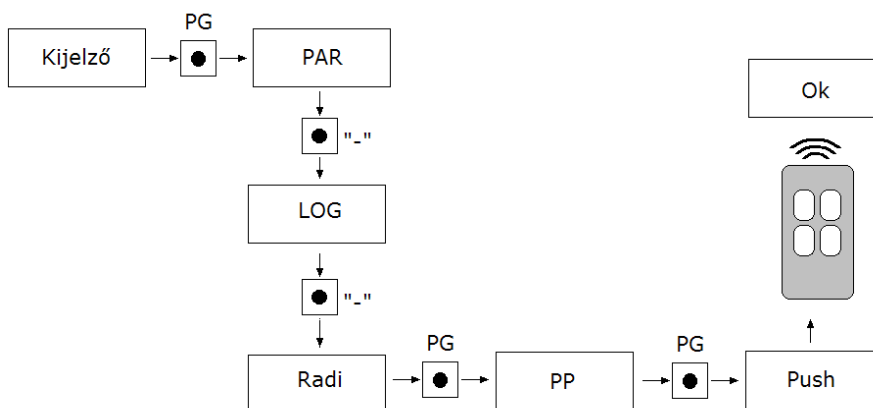 PG
Kijelző
PAR
"-"
LOG
"-"
Radi
PG
PP
PG
Push
Ok